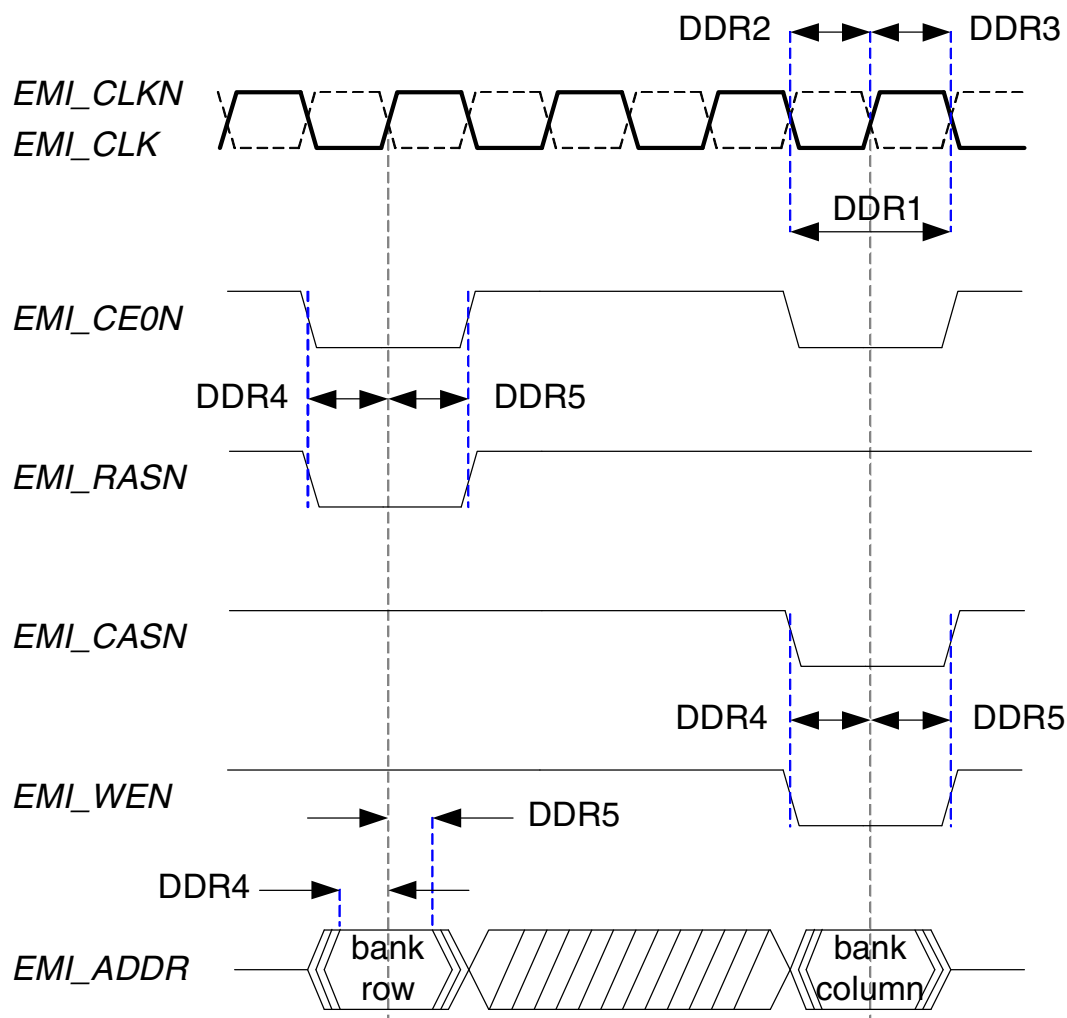 DDR2 DDR3
EMI_CLKN
EMI_CLK
DDR1
EMI_CE0N
DDR4 DDR5
EMI_RASN
EMI_CASN
DDR4 DDR5
EMI_WEN
DDR5
DDR4
EMI_ADDR
bank bank
row column